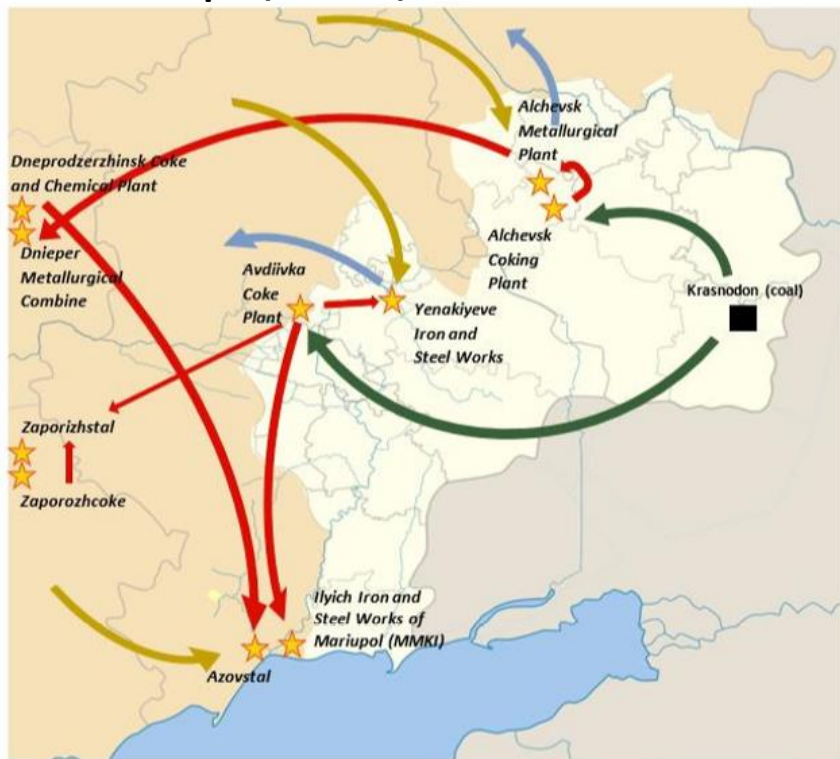 Alchevsk
Metallurgical
Plant
Dneprodzerzhinsk Coke
and Chemical Plant
Dnieper
Metallurgical
Combine
Avdiivka
Coke
Plant
Alchevsk
Coking
Plant
Krasnodon (coal)
Yenakiyeve
Iron and
Steel Works
Zaporizhstal
Zaporozhcoke
Ilyich Iron and
Steel Works of
Mariupol (MMKI)
Azovstal